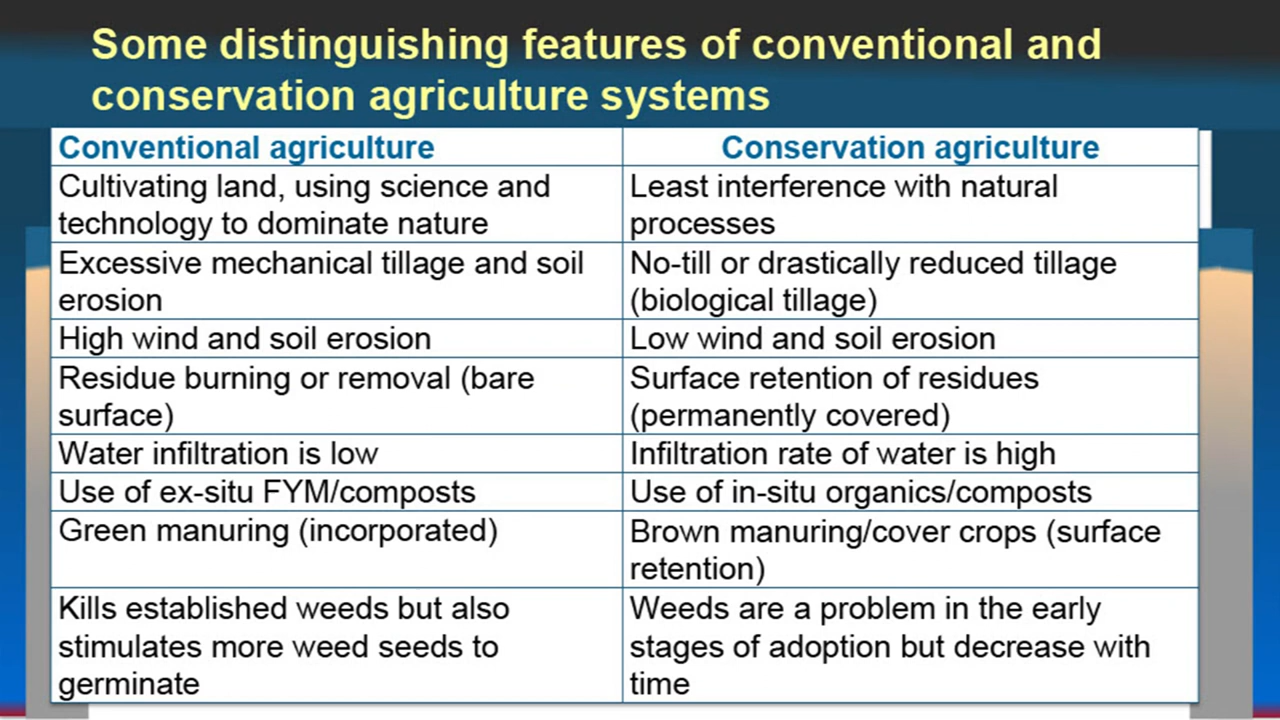 Some distinguishing features of conventional and
conservation agriculture systems
Conventional agriculture
Conservation agriculture
Cultivating land, using science and
technology to dominate nature
Least interference with natural
processes
Excessive mechanical tillage and soil
erosion
No-till or drastically reduced tillage
(biological tillage)
High wind and soil erosion
Low wind and soil erosion
Residue burning or removal (bare
surface)
Surface retention of residues
(permanently covered)
Water infiltration is low
Infiltration rate of water is high
Use of ex-situ FYM/composts
Use of in-situ organics/composts
Green manuring (incorporated)
Brown manuring/cover crops (surface
retention)
Kills established weeds but also
stimulates more weed seeds to
germinate
Weeds are a problem in the early
stages of adoption but decrease with
time